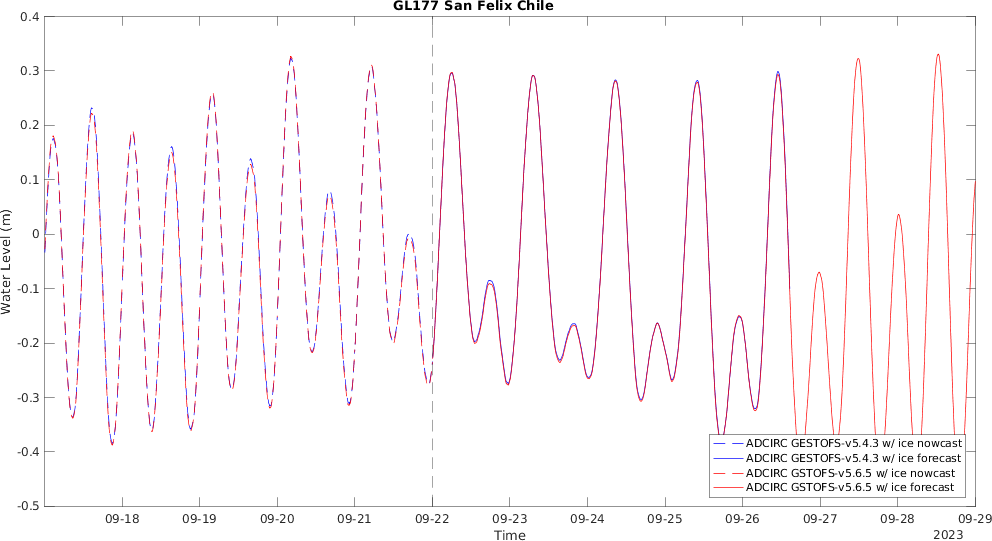 GL177 San Felix Chile
0.4
0.3
0.2
0.1
0
-0.1
-0.2
-0.3
-0.4
-0.5
Water Level (m)
ADCIRC GESTOFS-v5.4.3 w/ ice nowcast
ADCIRC GESTOFS-v5.4.3 w/ ice forecast
ADCIRC GSTOFS-v5.6.5 w/ ice nowcast
ADCIRC GSTOFS-v5.6.5 w/ ice forecast
09-18 09-19 09-20 09-21 09-22 09-23 09-24 09-25 09-26 09-27 09-28 09-29
Time
2023